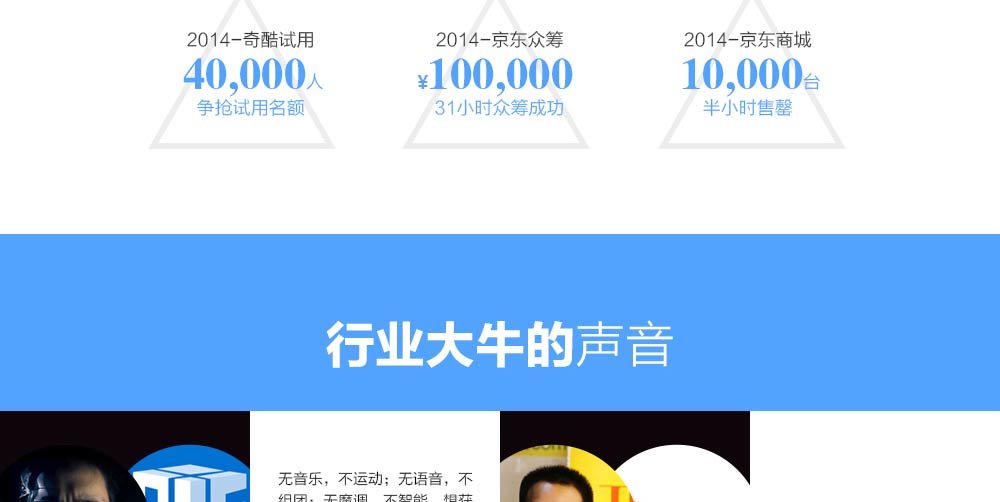 2014-奇酷试用
40,000人
争抢试用名额
2014-京东众筹
¥100,000
31小时众筹成功
2014-京东商城
10,000台
半小时售罄
行业大牛的声音
无音乐，不运动；无语音，不
组团；无魔调，不智能，想获